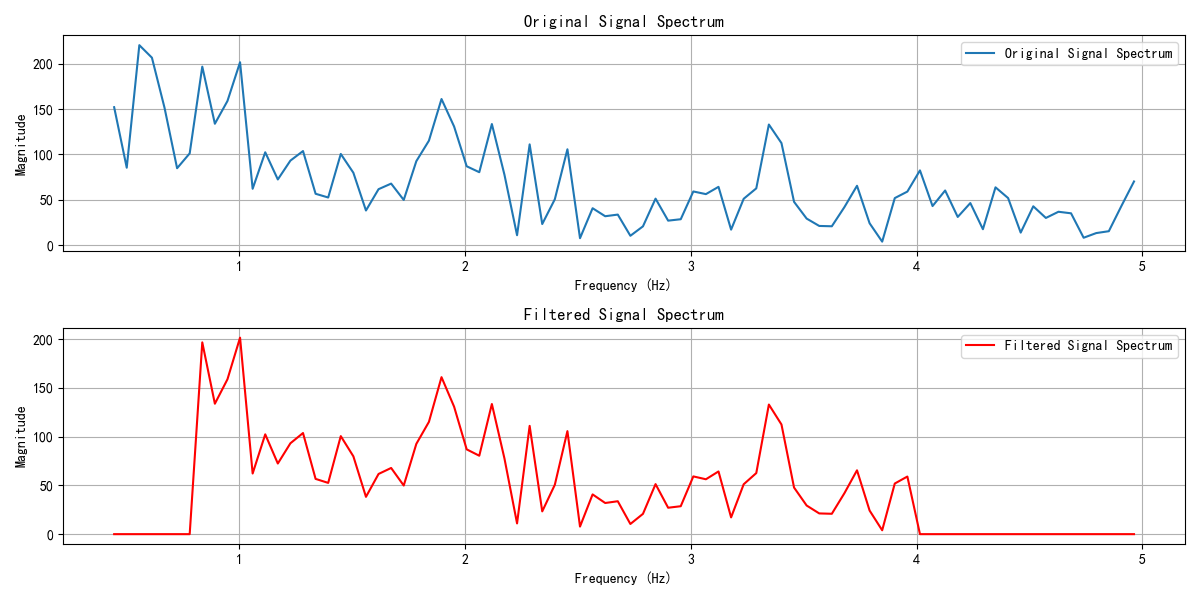 Original Signal Spectrum
Original Signal Spectrum
Magnitude
200
150
100
50
0
1
2
3
4
5
Frequency (Hz)
Filtered Signal Spectrum
Filtered Signal Spectrum
Magnitude
200
150
100
50
0
1
2
3
4
5
Frequency (Hz)